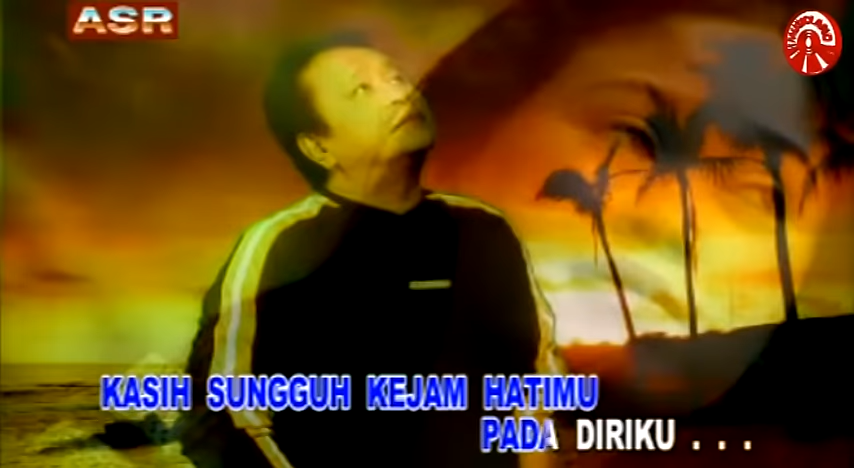 ASR
KASIH SUNGGUH KEJAM HATIMU
PADA DIRIKU . . .